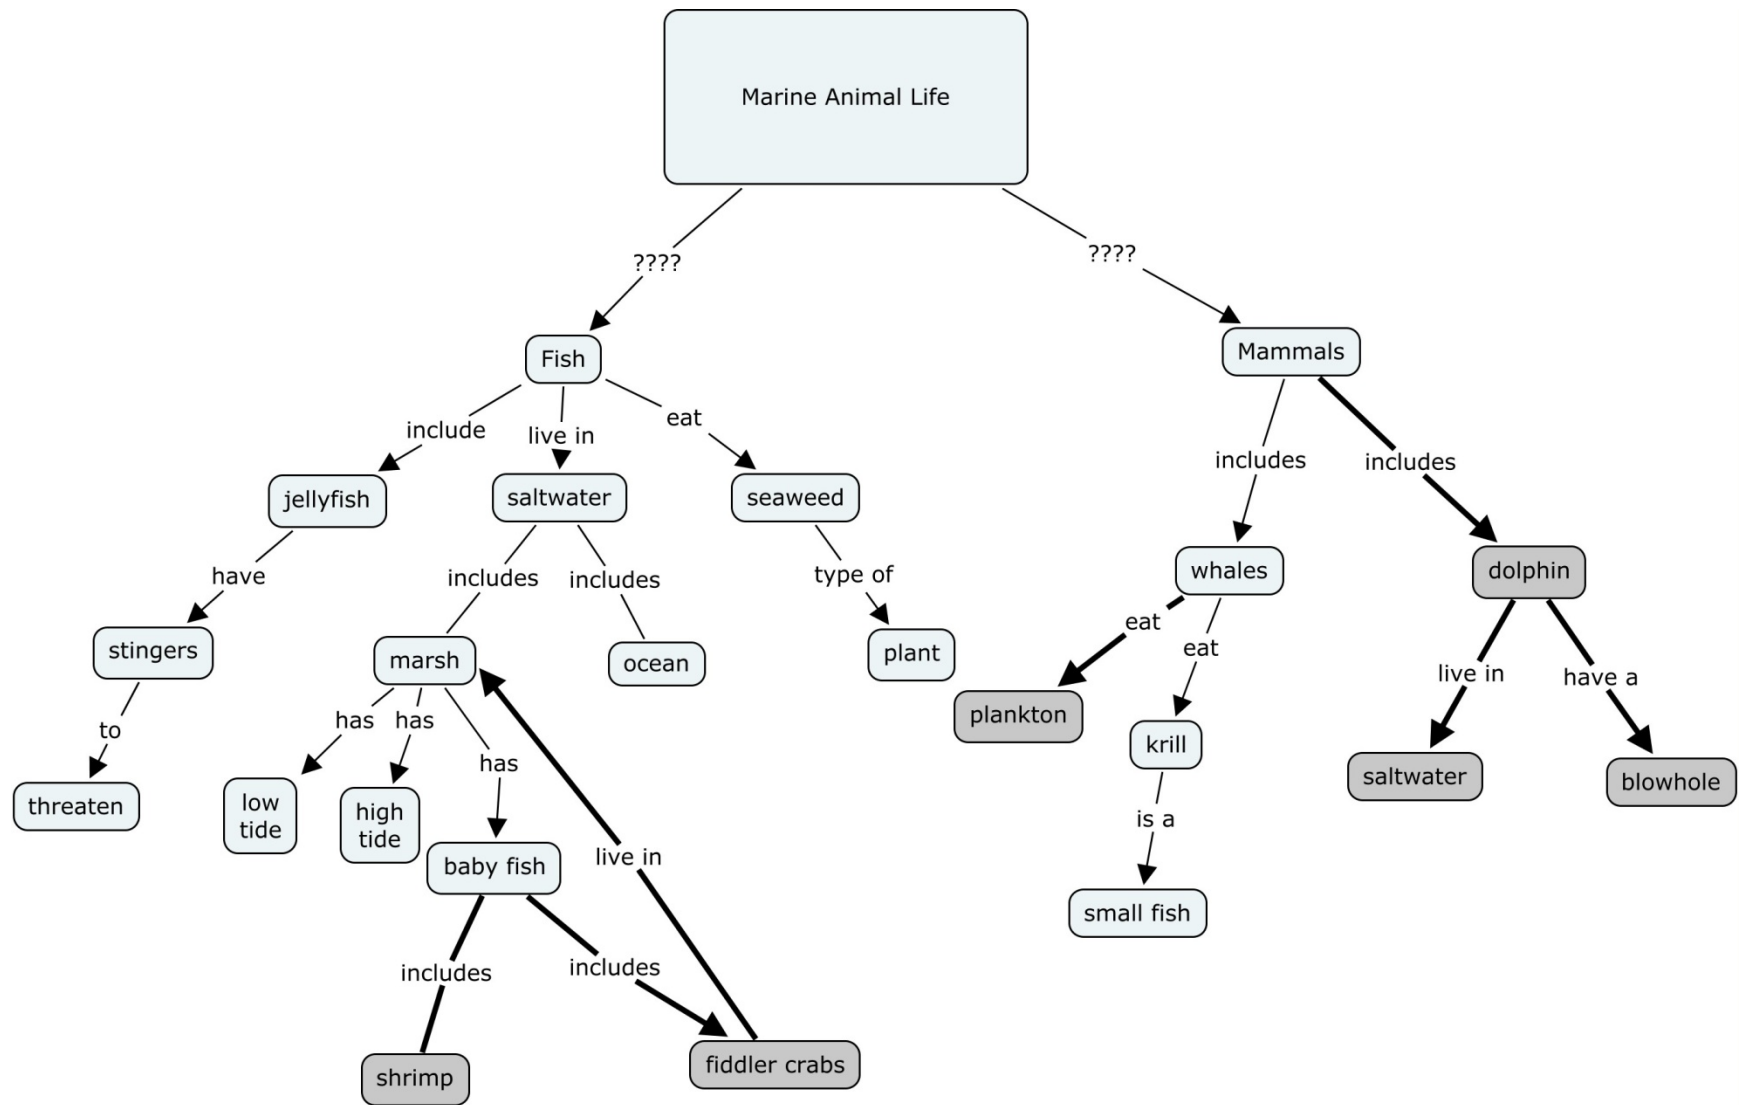 Marine Animal Life
????
????
Fish
Mammals
include
live in
eat
includes
includes
jellyfish
saltwater
seaweed
whales
dolphin
have
includes
includes
type of
eat
eat
live in
have a
stingers
marsh
ocean
plant
plankton
krill
saltwater
blowhole
to
has
has
has
is a
threaten
low
tide
high
tide
baby fish
live in
small fish
includes
includes
shrimp
fiddler crabs